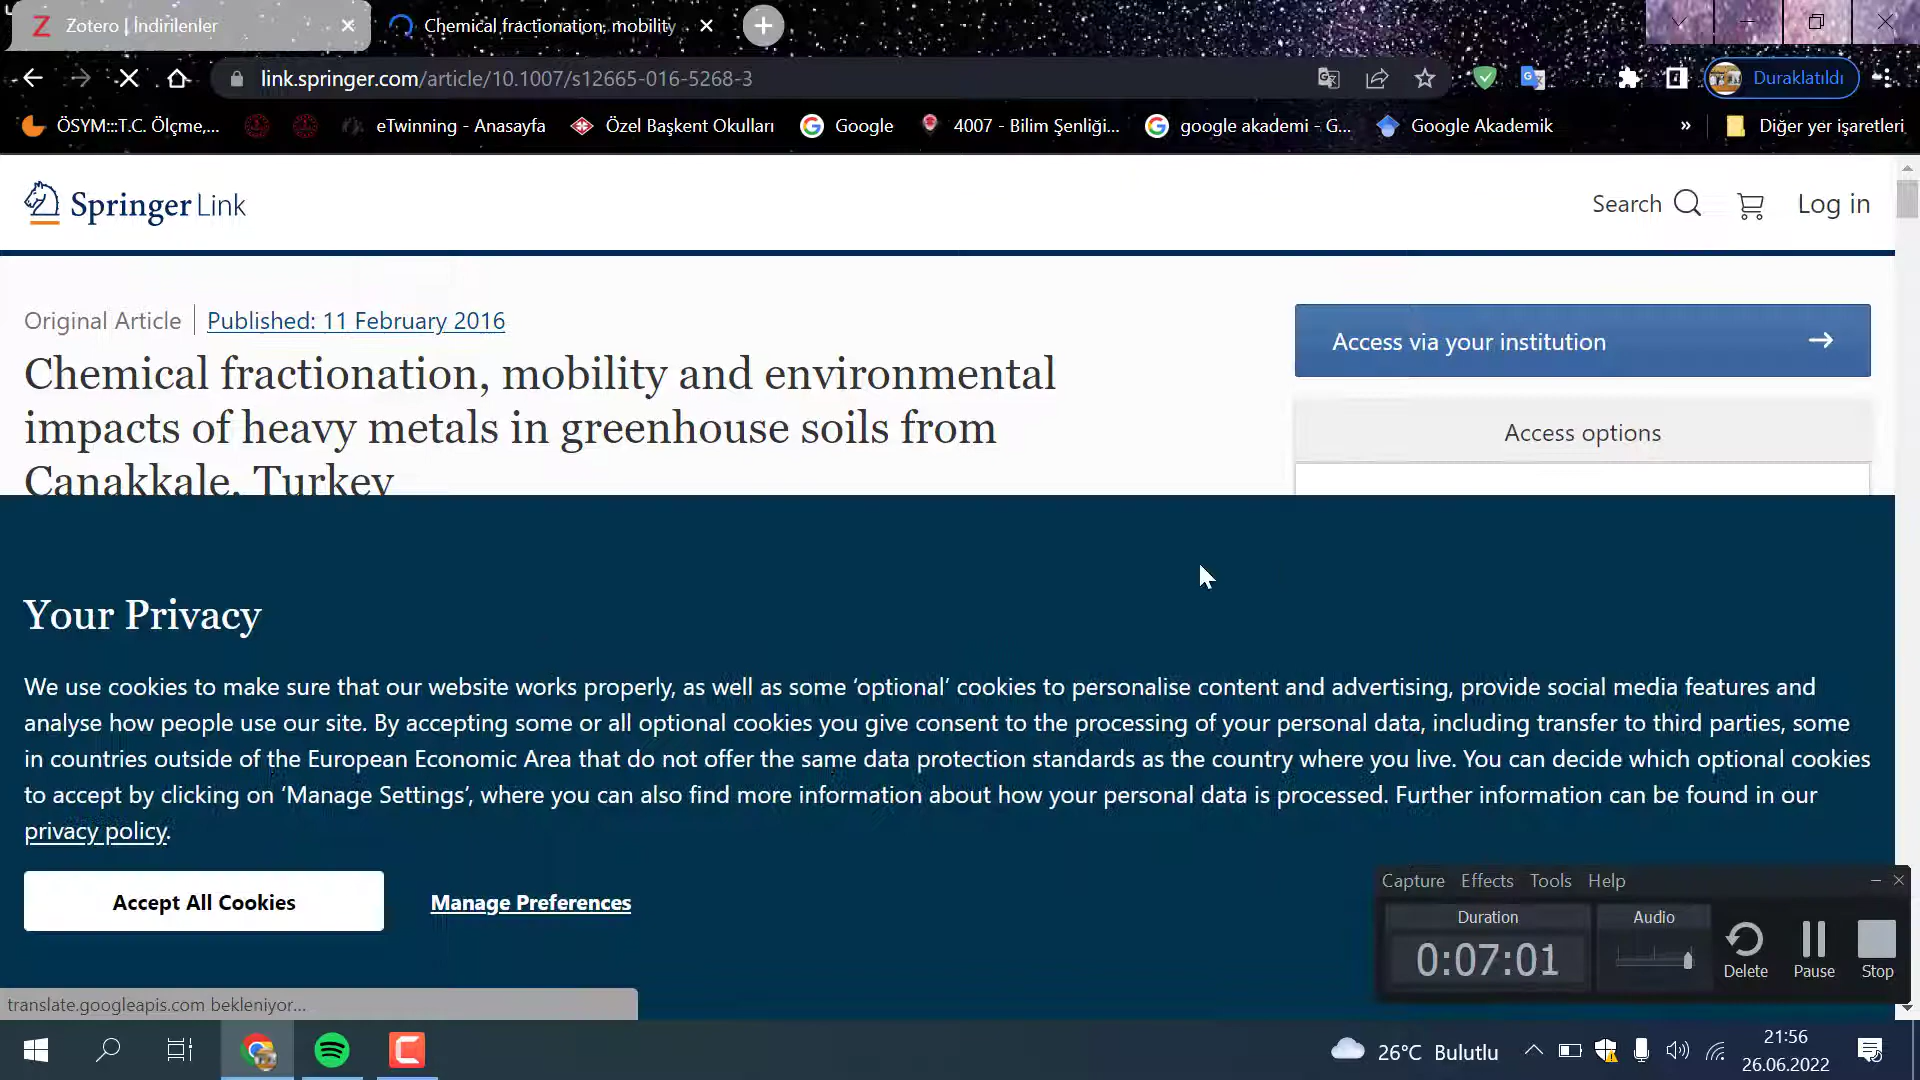 Zotero | İndirilenler
Chemical fractionation, mobility
link.springer.com/article/10.1007/s12665-016-5268-3
Duraklatıldı
ÖSYM:::T.C. Ölçme,...
eTwinning - Anasayfa
Özel Başkent Okulları
Google
4007 - Bilim Şenliği...
google akademi - G...
Google Akademik
»
Diğer yer işaretleri
Springer Link
Search
Log in
Original Article
Published: 11 February 2016
Chemical fractionation, mobility and environmental
impacts of heavy metals in greenhouse soils from
Canakkale, Turkey
Access via your institution
Access options
Your Privacy
We use cookies to make sure that our website works properly, as well as some ‘optional’ cookies to personalise content and advertising, provide social media features and
analyse how people use our site. By accepting some or all optional cookies you give consent to the processing of your personal data, including transfer to third parties, some
in countries outside of the European Economic Area that do not offer the same data protection standards as the country where you live. You can decide which optional cookies
to accept by clicking on ‘Manage Settings’, where you can also find more information about how your personal data is processed. Further information can be found in our
privacy policy.
Accept All Cookies
Manage Preferences
Capture Effects Tools Help
Duration
Audio
0:07:01
Delete
Pause
Stop
translate.googleapis.com bekleniyor...
26°C Bulutlu
21:56
26.06.2022